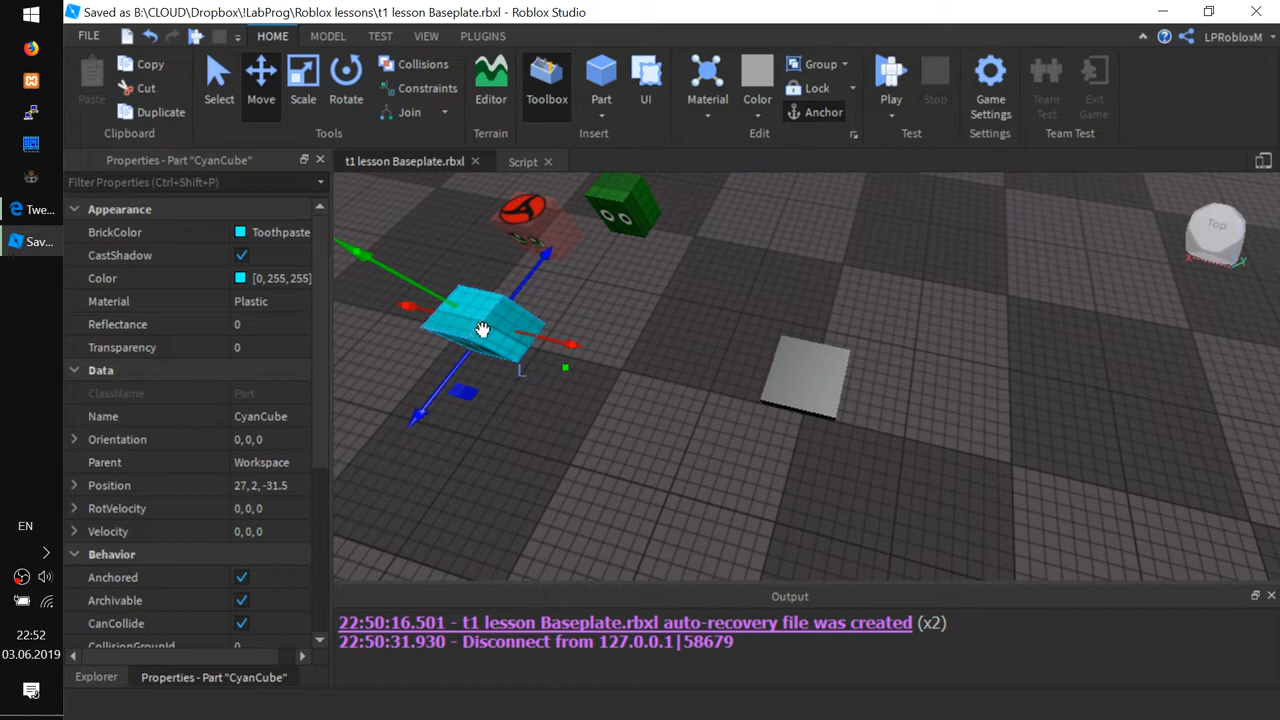 Saved as B:\CLOUD\Dropbox\!LabProg\Roblox lessons\t1 lesson Baseplate.rbxl - Roblox Studio
FILE HOME MODEL TEST VIEW PLUGINS LPRobloxM
Paste Copy Cut Duplicate Clipboard
Select Move Scale Rotate Collisions Constraints Join Tools
Editor Terrain
Toolbox Part UI Insert
Material Color Group Lock Anchor Edit
Play Stop Test
Game Settings Settings
Team Test Exit Game Team Test
Properties - Part "CyanCube"
t1 lesson Baseplate.rbxl Script
Filter Properties (Ctrl+Shift+P)
Appearance
BrickColor Toothpaste
CastShadow
Color [0,255,255]
Material Plastic
Reflectance 0
Transparency 0
Data
ClassName Part
Name CyanCube
Orientation 0, 0, 0
Parent Workspace
Position 27, 2, -31.5
RotVelocity 0, 0, 0
Velocity 0, 0, 0
Behavior
Anchored
Archivable
CanCollide
CollisionGroupId 0
Explorer Properties - Part "CyanCube"
Top
X Y
L
Output
22:50:16.501 - t1 lesson Baseplate.rbxl auto-recovery file was created (x2)
22:50:31.930 - Disconnect from 127.0.0.1|58679
Twe...
Sav...
EN
22:52
03.06.2019